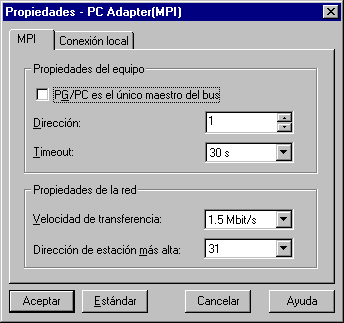 Propiedades - PC Adapter(MPI)
MPI
Conexión local
Propiedades del equipo
PG/PC es el único maestro del bus
Dirección:
1
Timeout:
30 s
Propiedades de la red
Velocidad de transferencia:
1.5 Mbit/s
Dirección de estación más alta:
31
Aceptar
Estándar
Cancelar
Ayuda